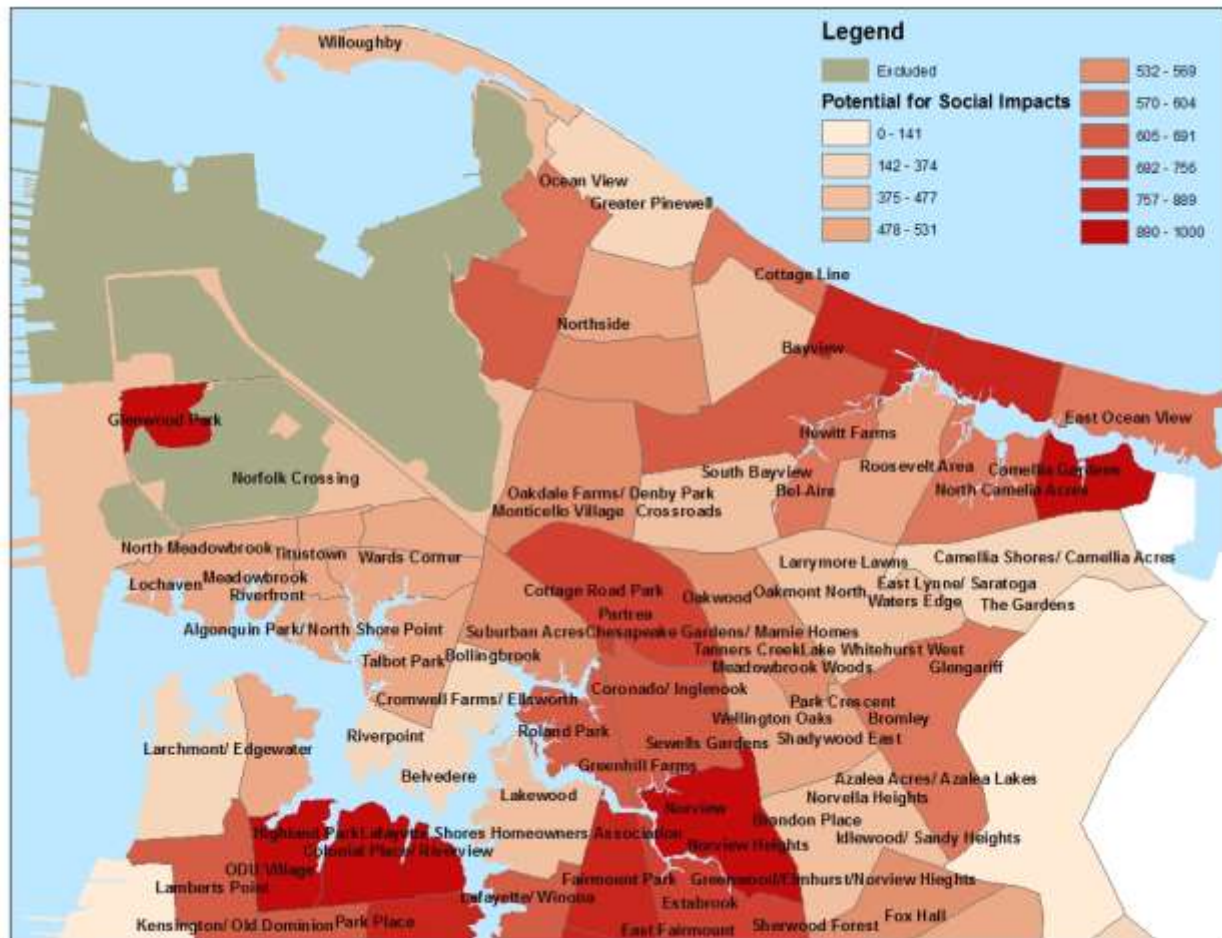 Willoughby
Legend
Excluded
Potential for Social Impacts
0 - 141
142 - 374
375 - 477
478 - 531
532 - 569
570 - 604
605 - 691
692 - 756
757 - 889
890 - 1000
Ocean View
Greater Pinewell
Cottage Line
Northside
Bayview
Glenwood Park
East Ocean View
Hewitt Farms
Norfolk Crossing
South Bayview
Roosevelt Area
Camellia Gardens
Bel-Aire
North Camelia Acres
Oakdale Farms/ Denby Park
Monticello Village
Crossroads
North Meadowbrook
Titustown
Wards Corner
Larrymore Lawns
Camellia Shores/ Camellia Acres
Lochaven
Meadowbrook
Riverfront
Cottage Road Park
Oakwood
Oakmont North
East Lynne/ Saratoga
Waters Edge
The Gardens
Partrea
Algonquin Park/ North Shore Point
Suburban Acres
Chesapeake Gardens/ Mamie Homes
Tanners Creek
Lake Whitehurst West
Talbot Park
Bollingbrook
Meadowbrook Woods
Glengariff
Cromwell Farms/ Ellsworth
Coronado/ Inglenook
Park Crescent
Roland Park
Wellington Oaks
Bromley
Larchmont/ Edgewater
Riverpoint
Sewells Gardens
Shadywood East
Belvedere
Greenhill Farms
Azalea Acres/ Azalea Lakes
Lakewood
Norview
Norvella Heights
Brandon Place
Highland Park
Lafayette Shores Homeowners Association
Idlewood/ Sandy Heights
Colonial Place/ Riverview
Norview Heights
ODU Village
Lamberts Point
Fairmount Park
Greenwood/Elmhurst/Norview Hieghts
Lafayette/ Winona
Estabrook
Kensington/ Old Dominion
Park Place
East Fairmount
Sherwood Forest
Fox Hall